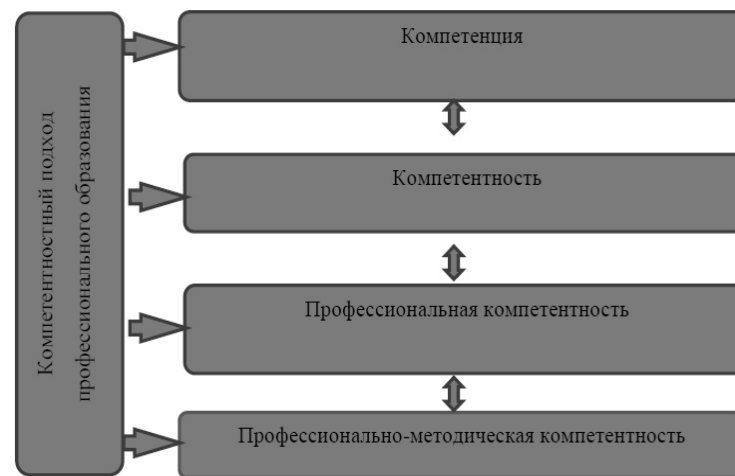 Компетентностный подход
профессионального образования
Компетенция
Компетентность
Профессиональная компетентность
Профессионально-методическая компетентность